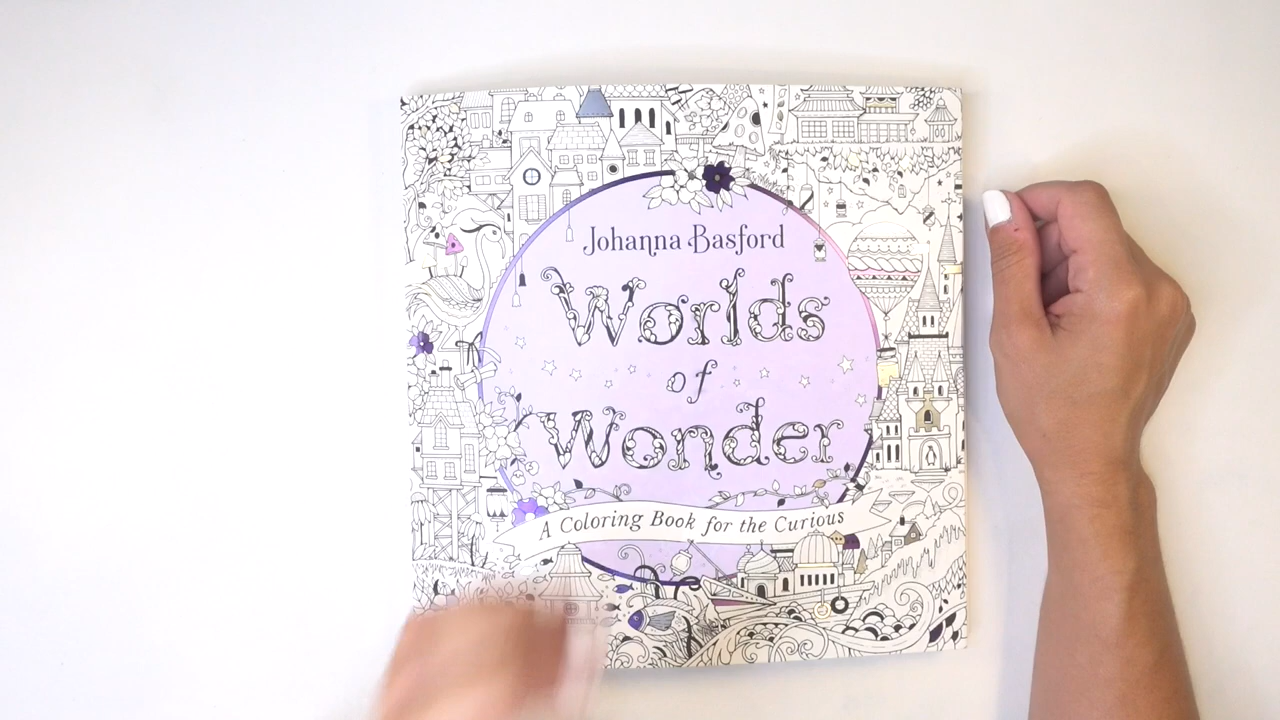 Johanna Basford
Worlds
of
Wonder
A Coloring Book for the Curious